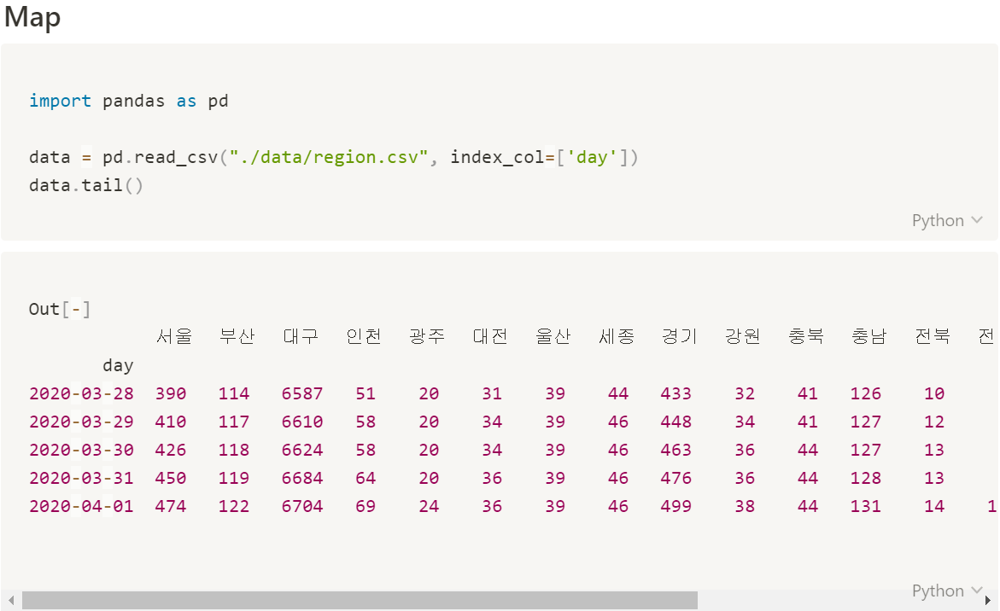 Map
import pandas as pd
data = pd.read_csv("./data/region.csv", index_col=['day'])
data.tail()
Python
Out[-]
서울 부산 대구 인천 광주 대전 울산 세종 경기 강원 충북 충남 전북 전
day
2020-03-28 390 114 6587 51 20 31 39 44 433 32 41 126 10
2020-03-29 410 117 6610 58 20 34 39 46 448 34 41 127 12
2020-03-30 426 118 6624 58 20 34 39 46 463 36 44 127 13
2020-03-31 450 119 6684 64 20 36 39 46 476 36 44 128 13
2020-04-01 474 122 6704 69 24 36 39 46 499 38 44 131 14 1
Python